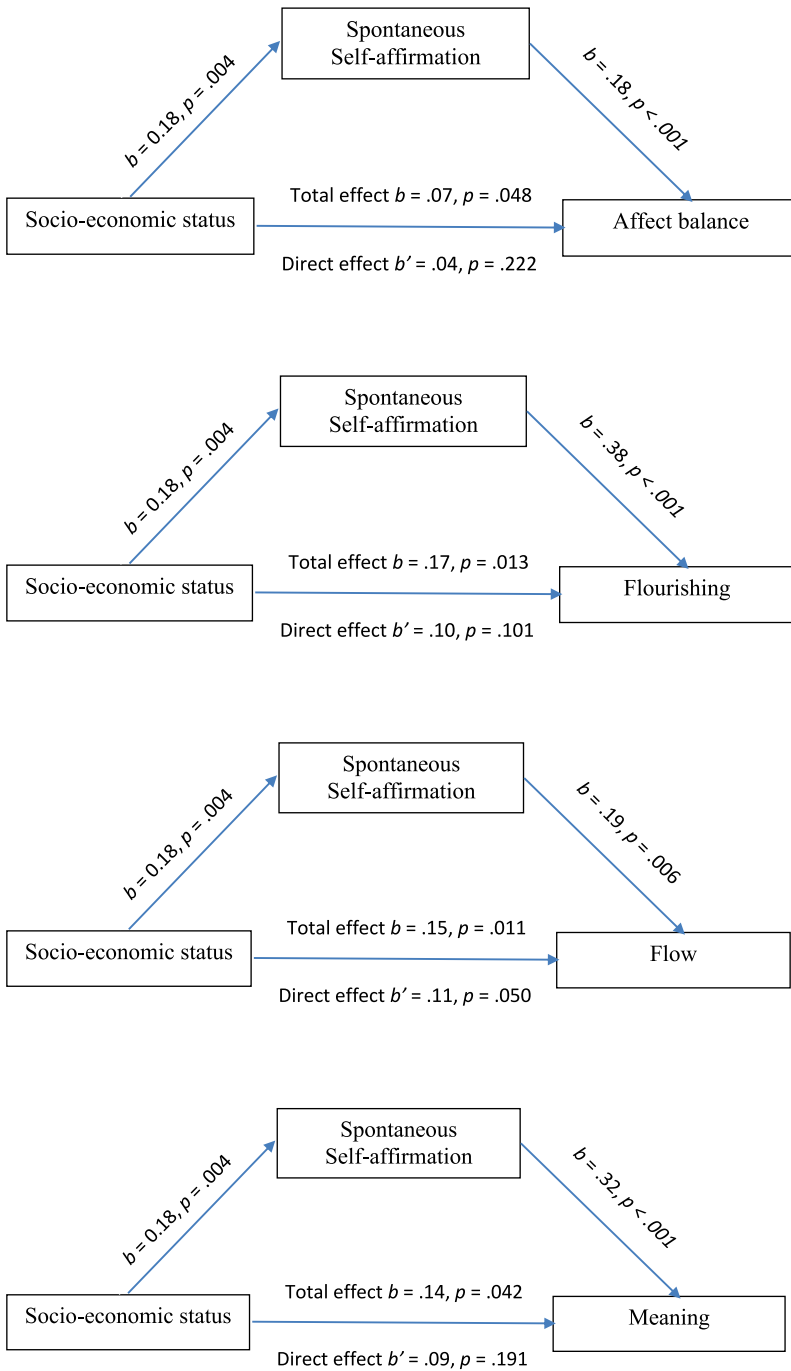 Spontaneous
Self-affirmation
b = 0.18, p = .004
b = .18, p < .001
Total effect b = .07, p = .048
Socio-economic status
Affect balance
Direct effect b′ = .04, p = .222
Spontaneous
Self-affirmation
b = 0.18, p = .004
b = .38, p < .001
Total effect b = .17, p = .013
Socio-economic status
Flourishing
Direct effect b′ = .10, p = .101
Spontaneous
Self-affirmation
b = 0.18, p = .004
b = .19, p = .006
Total effect b = .15, p = .011
Socio-economic status
Flow
Direct effect b′ = .11, p = .050
Spontaneous
Self-affirmation
b = 0.18, p = .004
b = .32, p < .001
Total effect b = .14, p = .042
Socio-economic status
Meaning
Direct effect b′ = .09, p = .191